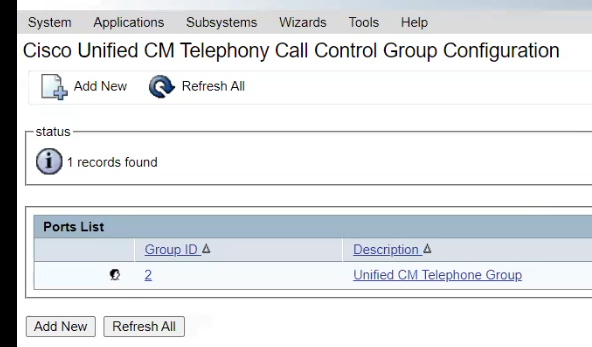 System Applications Subsystems Wizards Tools Help
Cisco Unified CM Telephony Call Control Group Configuration
Add New Refresh All
status
i 1 records found
Ports List
Group ID Δ Description Δ
2 Unified CM Telephone Group
Add New Refresh All